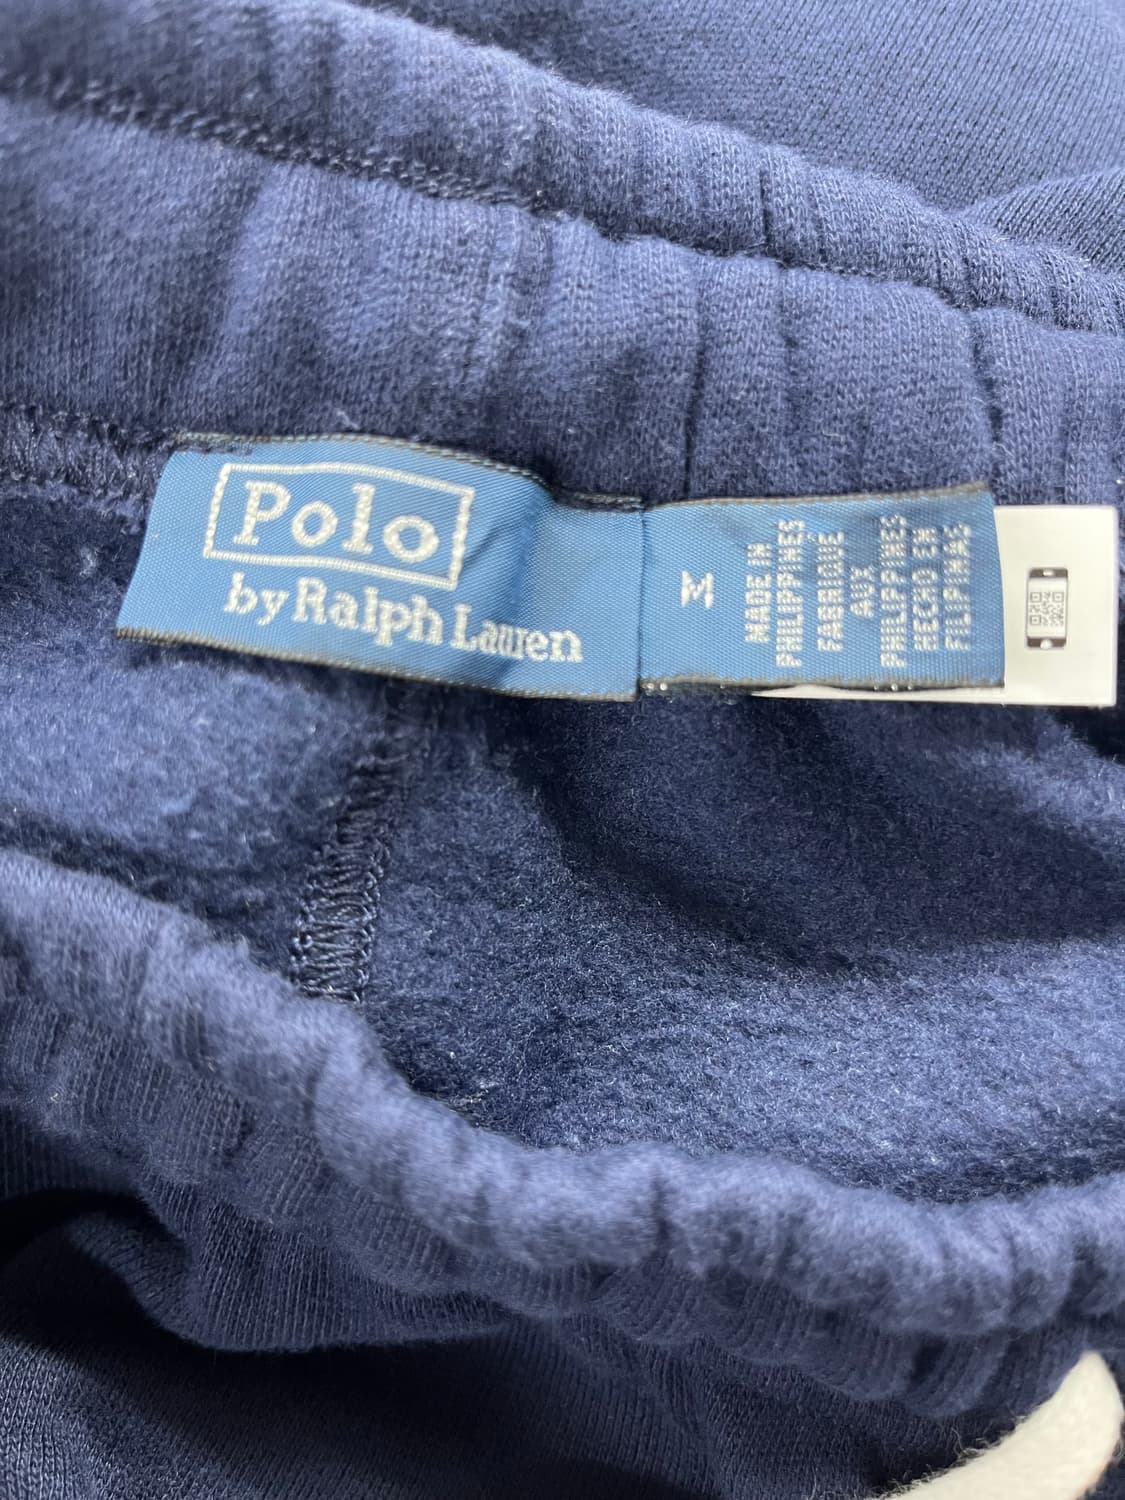 Polo
by Ralph Lauren
M
MADE IN
PHILIPPINES
FABRIQUÉ
AUX
PHILIPPINES
HECHO EN
FILIPINAS